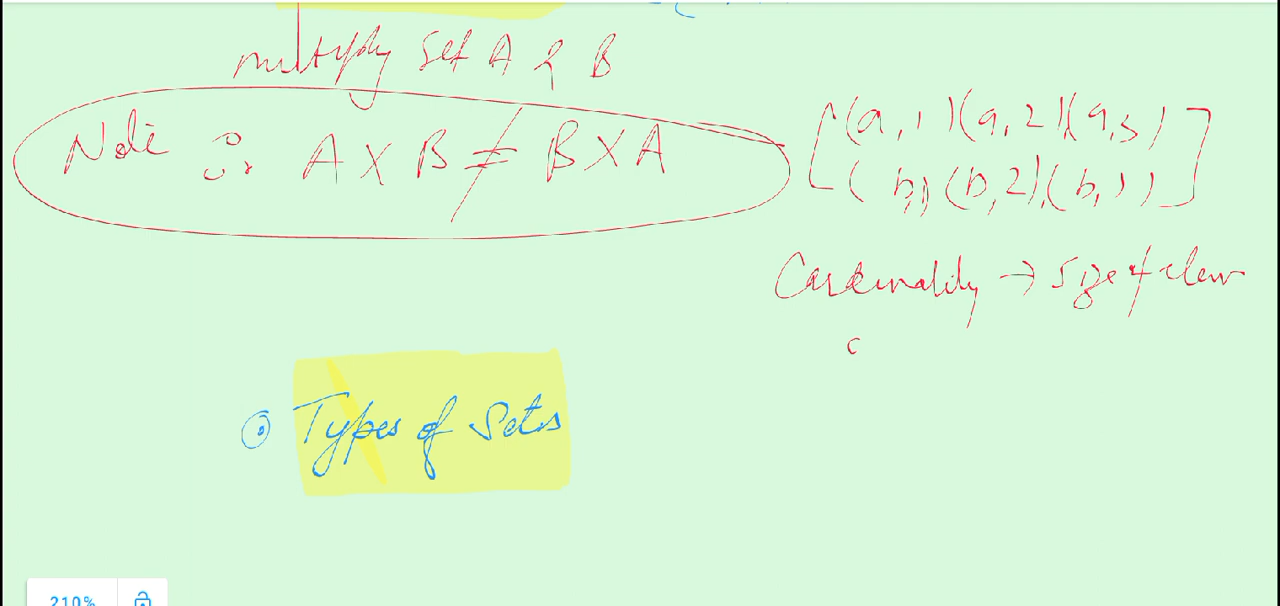 multiply Set A & B
Note : A X B ≠ B X A
[(a,1)(a,2)(a,3)
(b,1)(b,2),(b,3)]
Cardinality → Size of elem
Types of Sets
210%